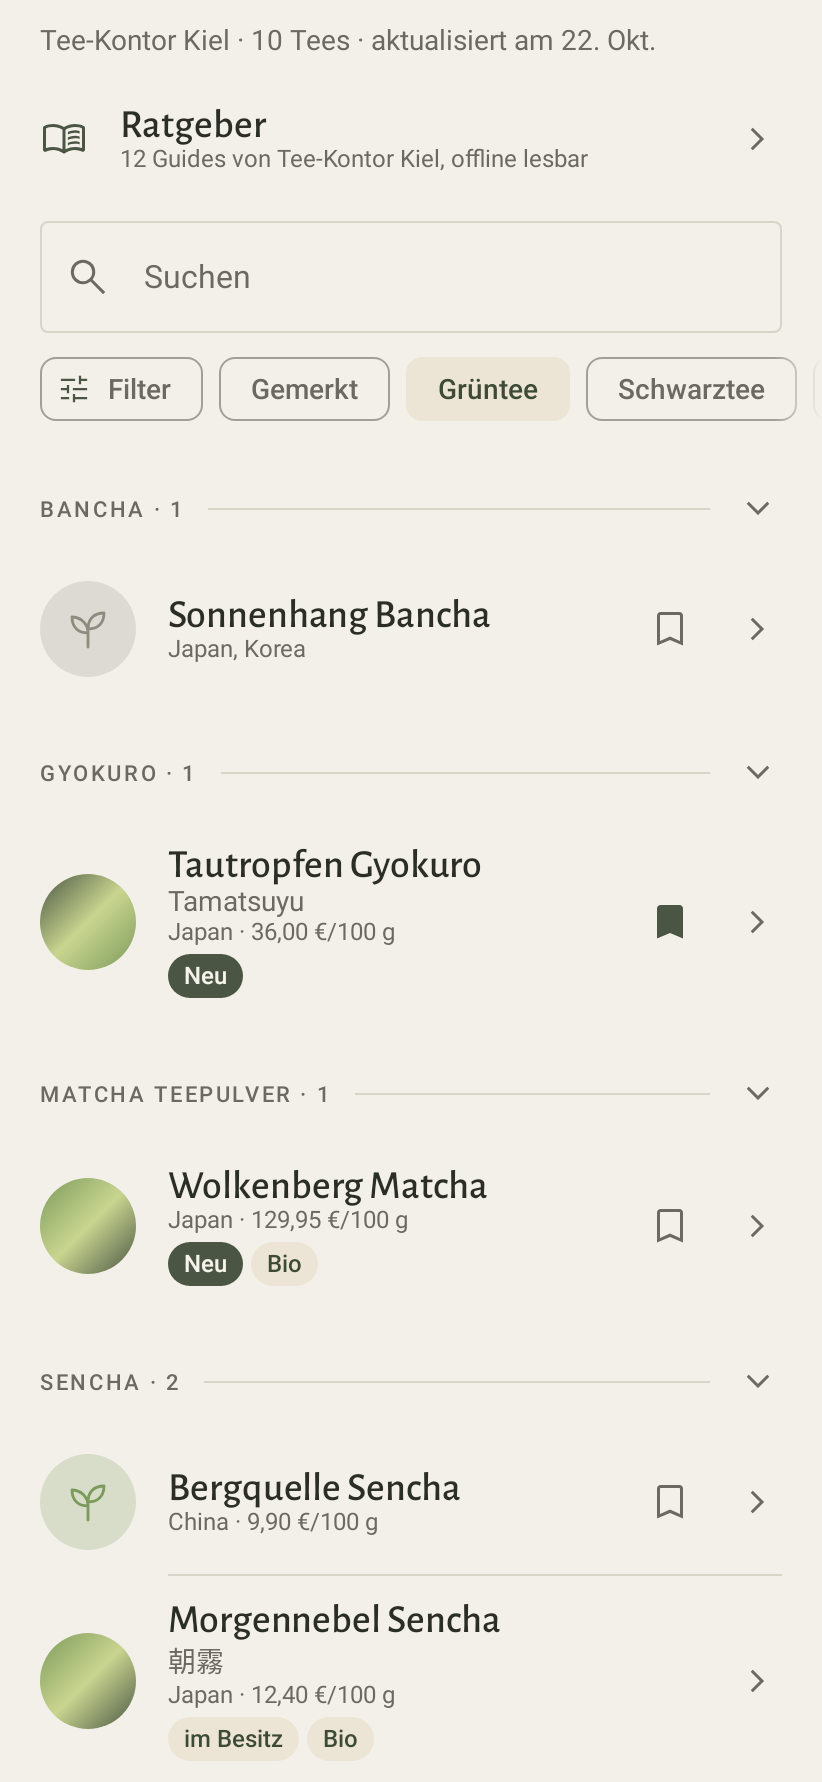 Tee-Kontor Kiel · 10 Tees · aktualisiert am 22. Okt.
Ratgeber
12 Guides von Tee-Kontor Kiel, offline lesbar
Suchen
Filter Gemerkt Grüntee Schwarztee
BANCHA · 1
Sonnenhang Bancha
Japan, Korea
GYOKURO · 1
Tautropfen Gyokuro
Tamatsuyu
Japan · 36,00 €/100 g
Neu
MATCHA TEEPULVER · 1
Wolkenberg Matcha
Japan · 129,95 €/100 g
Neu Bio
SENCHA · 2
Bergquelle Sencha
China · 9,90 €/100 g
Morgennebel Sencha
朝霧
Japan · 12,40 €/100 g
im Besitz Bio